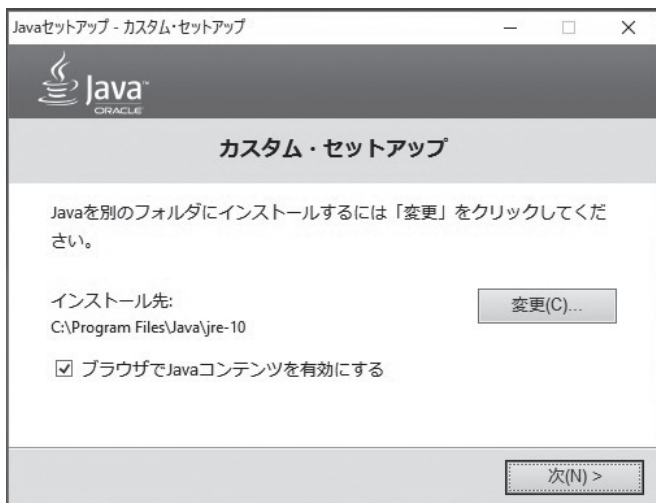 Javaセットアップ - カスタム・セットアップ
Java™
ORACLE
カスタム・セットアップ
Javaを別のフォルダにインストールするには「変更」をクリックしてくだ
さい。
インストール先:
変更(C)...
C:\Program Files\Java\jre-10
ブラウザでJavaコンテンツを有効にする
次(N) >